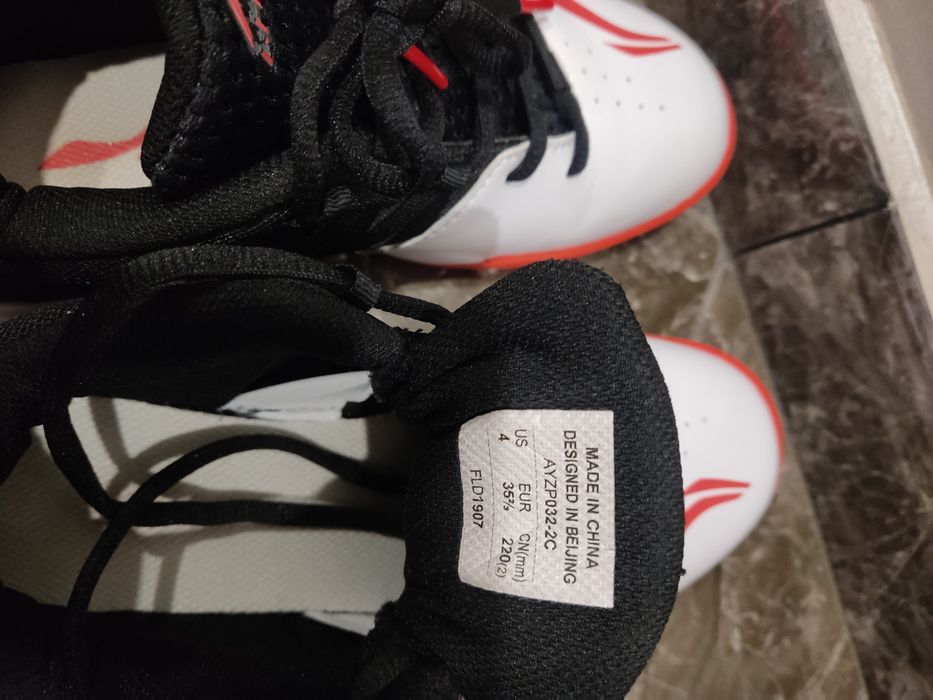 MADE IN CHINA
DESIGNED IN BEIJING
AYZP032-2C
US EUR CN(mm)
4 35⅔ 220(2)
FLD1907